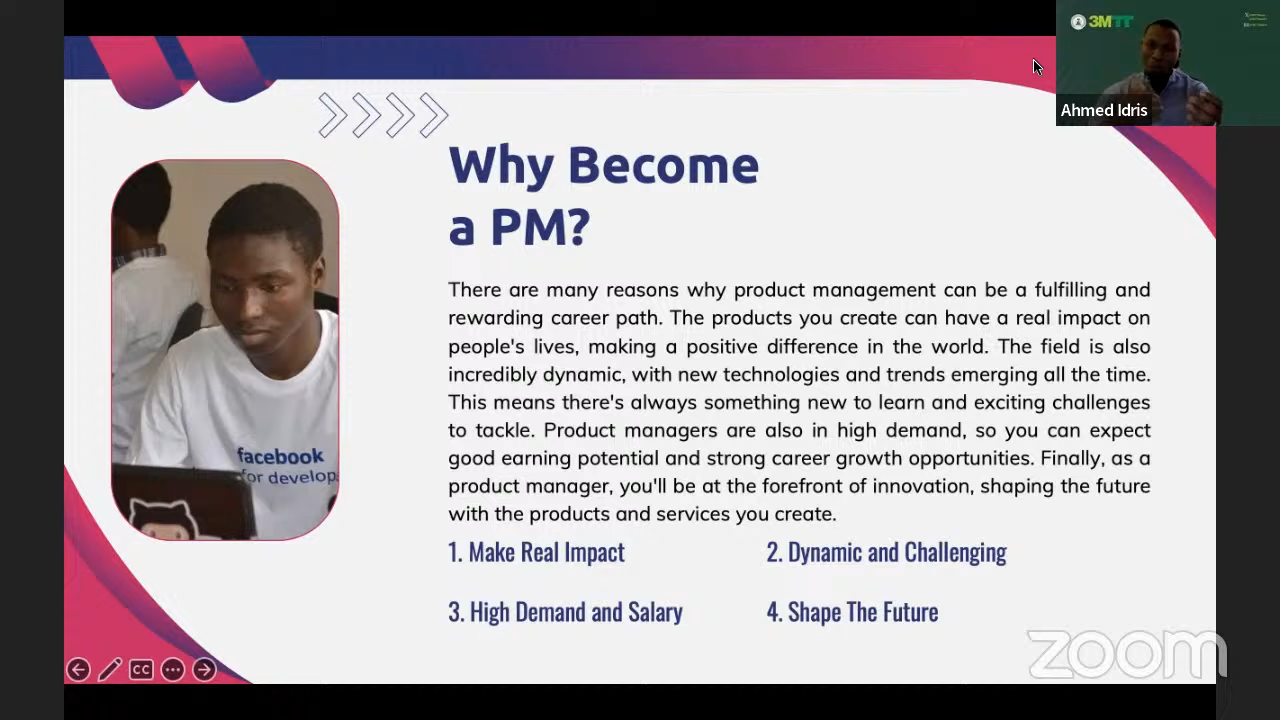 3MTT
Ahmed Idris
Why Become
a PM?
There are many reasons why product management can be a fulfilling and
rewarding career path. The products you create can have a real impact on
people's lives, making a positive difference in the world. The field is also
incredibly dynamic, with new technologies and trends emerging all the time.
This means there's always something new to learn and exciting challenges
to tackle. Product managers are also in high demand, so you can expect
good earning potential and strong career growth opportunities. Finally, as a
product manager, you'll be at the forefront of innovation, shaping the future
with the products and services you create.
1. Make Real Impact
2. Dynamic and Challenging
3. High Demand and Salary
4. Shape The Future
facebook
for develop
CC
zoom